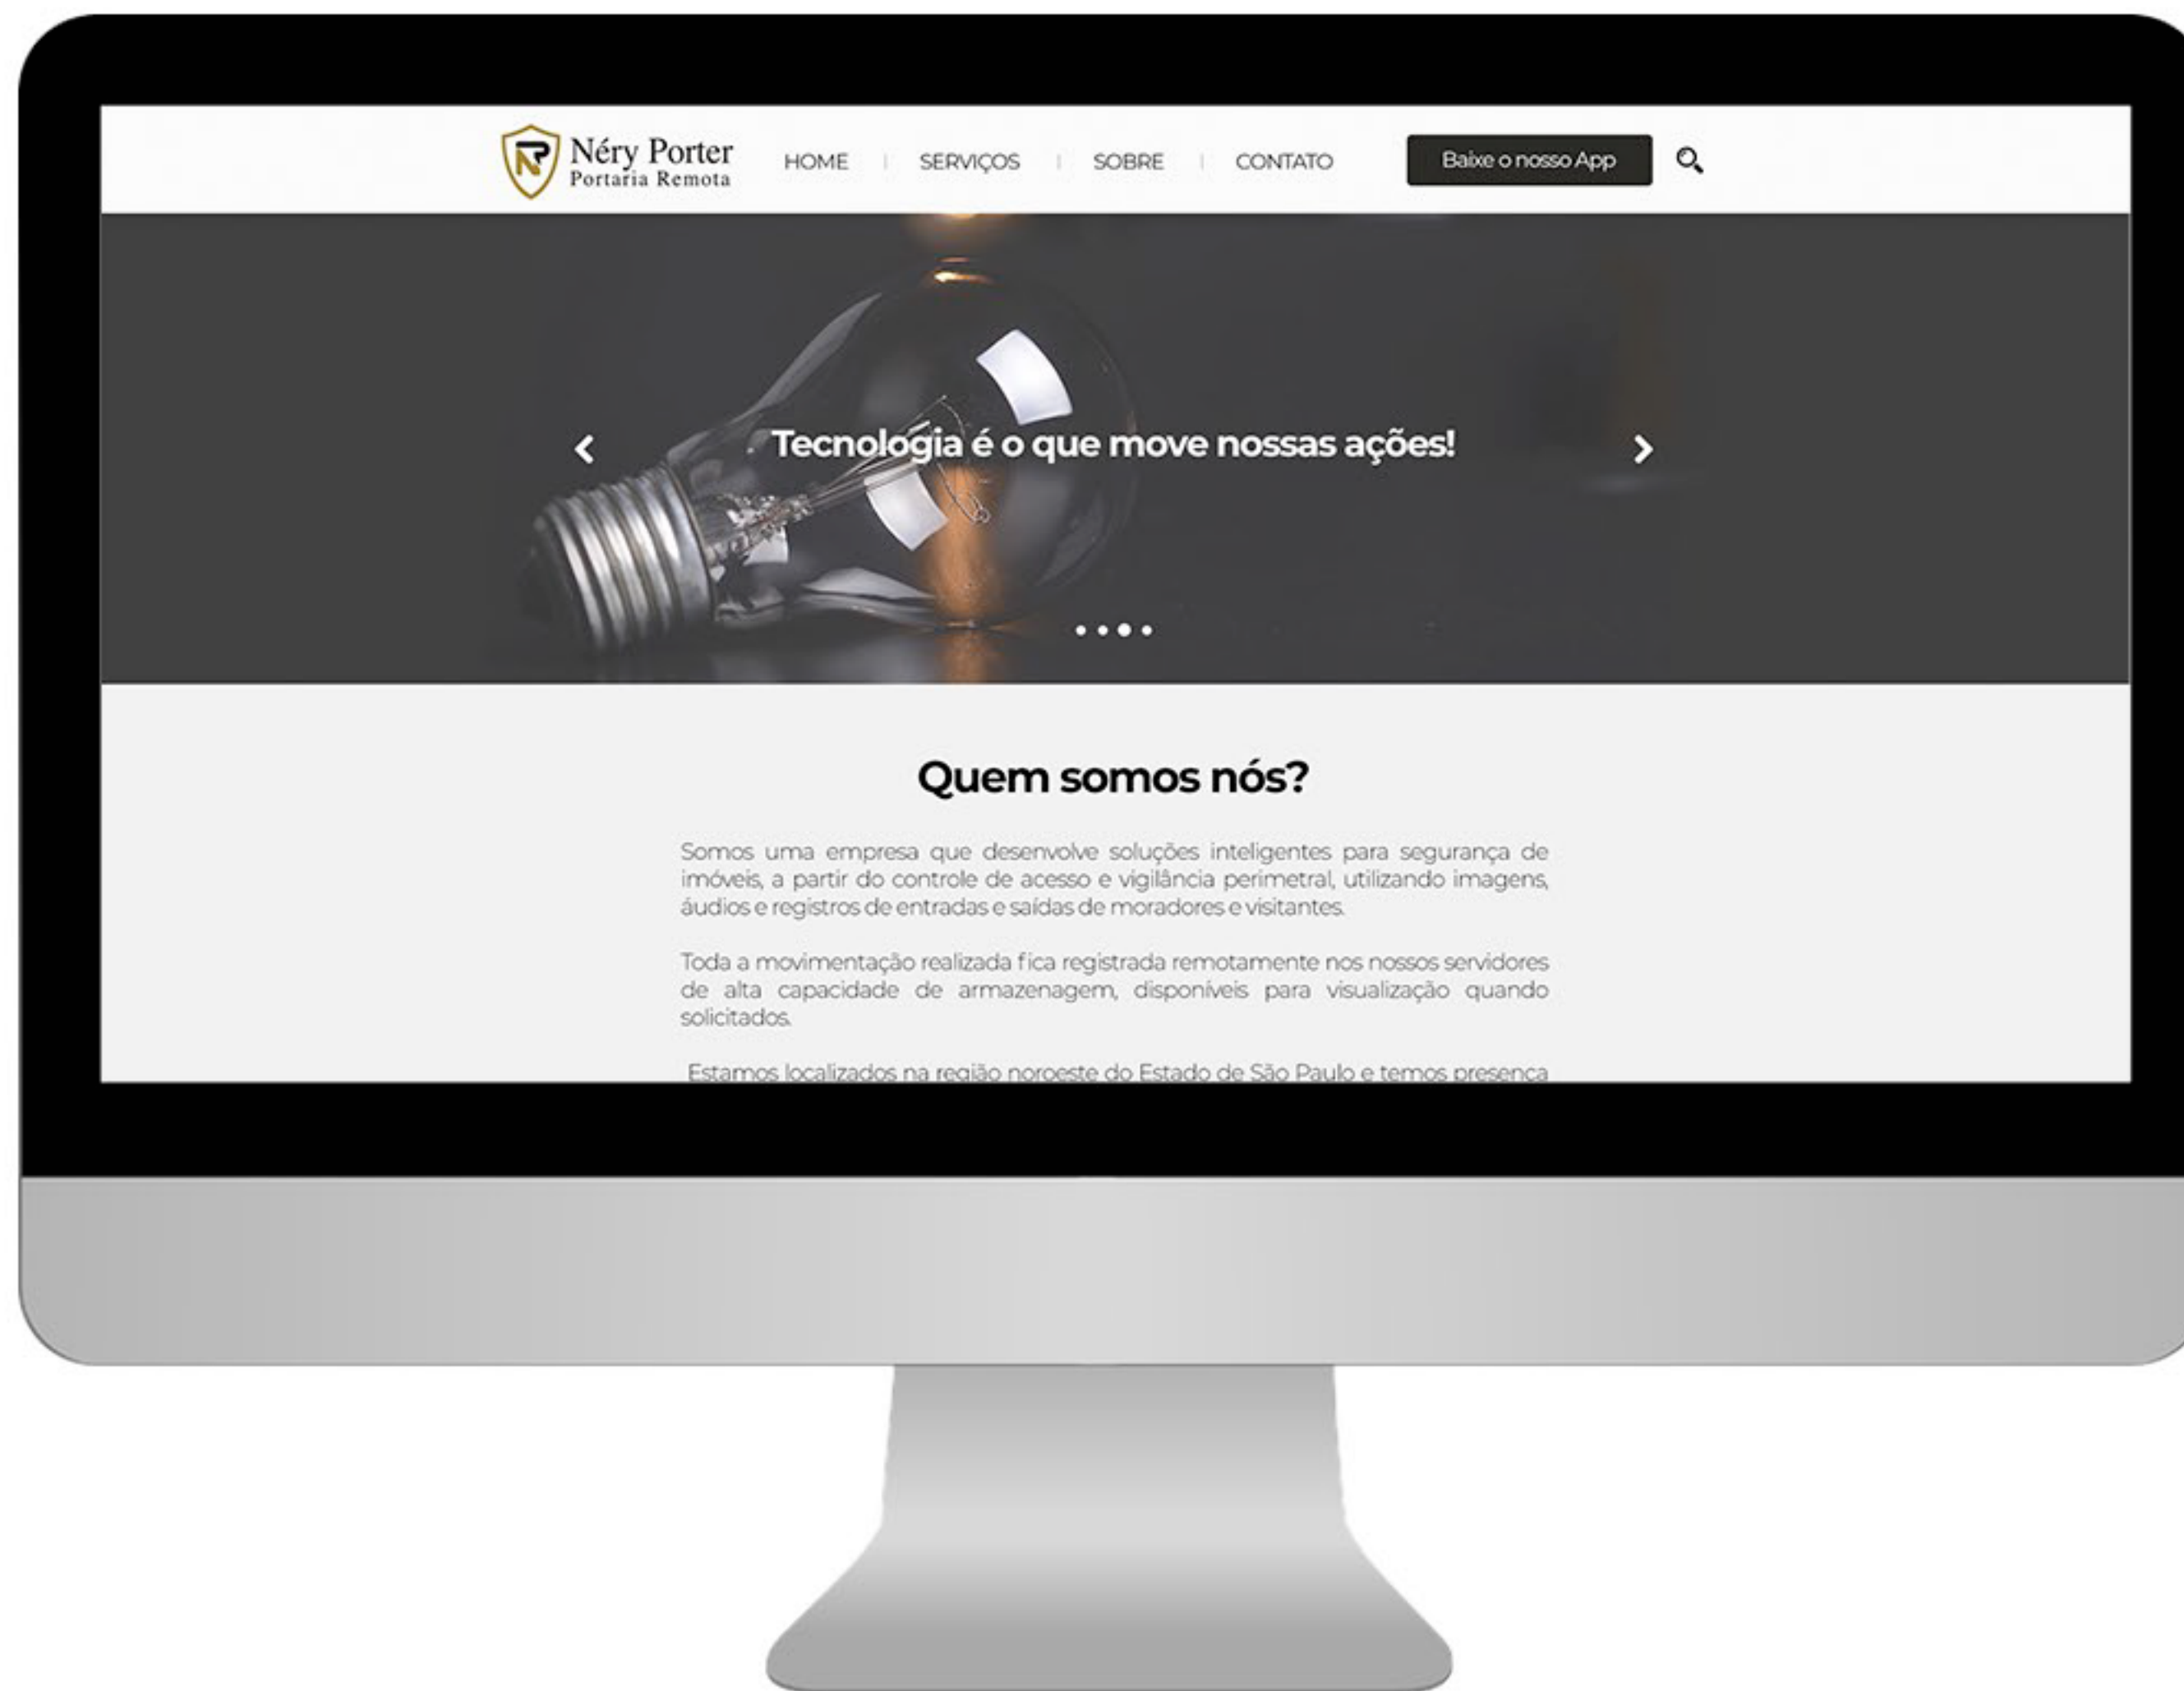 Néry Porter
Portaria Remota
HOME
SERVIÇOS
SOBRE
CONTATO
Baixe o nosso App
Tecnologia é o que move nossas ações!
Quem somos nós?
Somos uma empresa que desenvolve soluções inteligentes para segurança de
imóveis, a partir do controle de acesso e vigilância perimetral, utilizando imagens,
áudios e registros de entradas e saídas de moradores e visitantes.
Toda a movimentação realizada fica registrada remotamente nos nossos servidores
de alta capacidade de armazenagem, disponíveis para visualização quando
solicitados.
Estamos localizados na região noroeste do Estado de São Paulo e temos presença